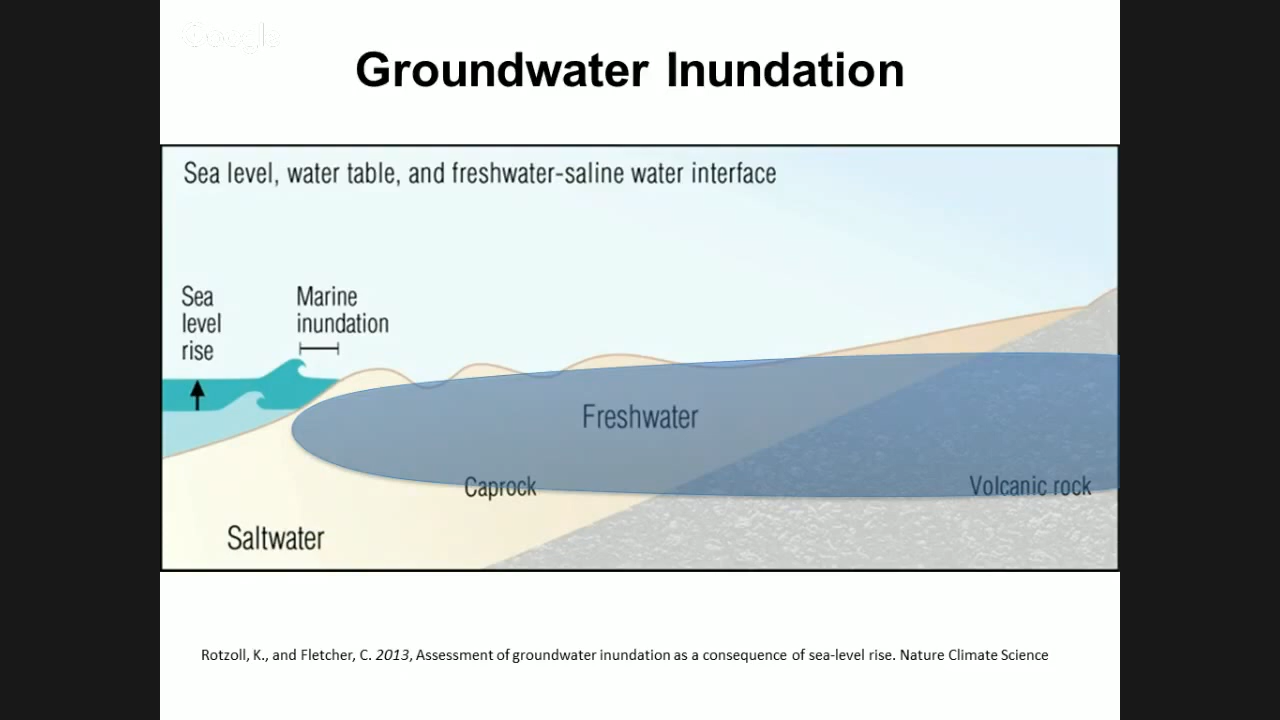 Google
Groundwater Inundation
Sea level, water table, and freshwater-saline water interface
Sea
level
rise
Marine
inundation
Freshwater
Caprock
Volcanic rock
Saltwater
Rotzoll, K., and Fletcher, C. 2013, Assessment of groundwater inundation as a consequence of sea-level rise. Nature Climate Science